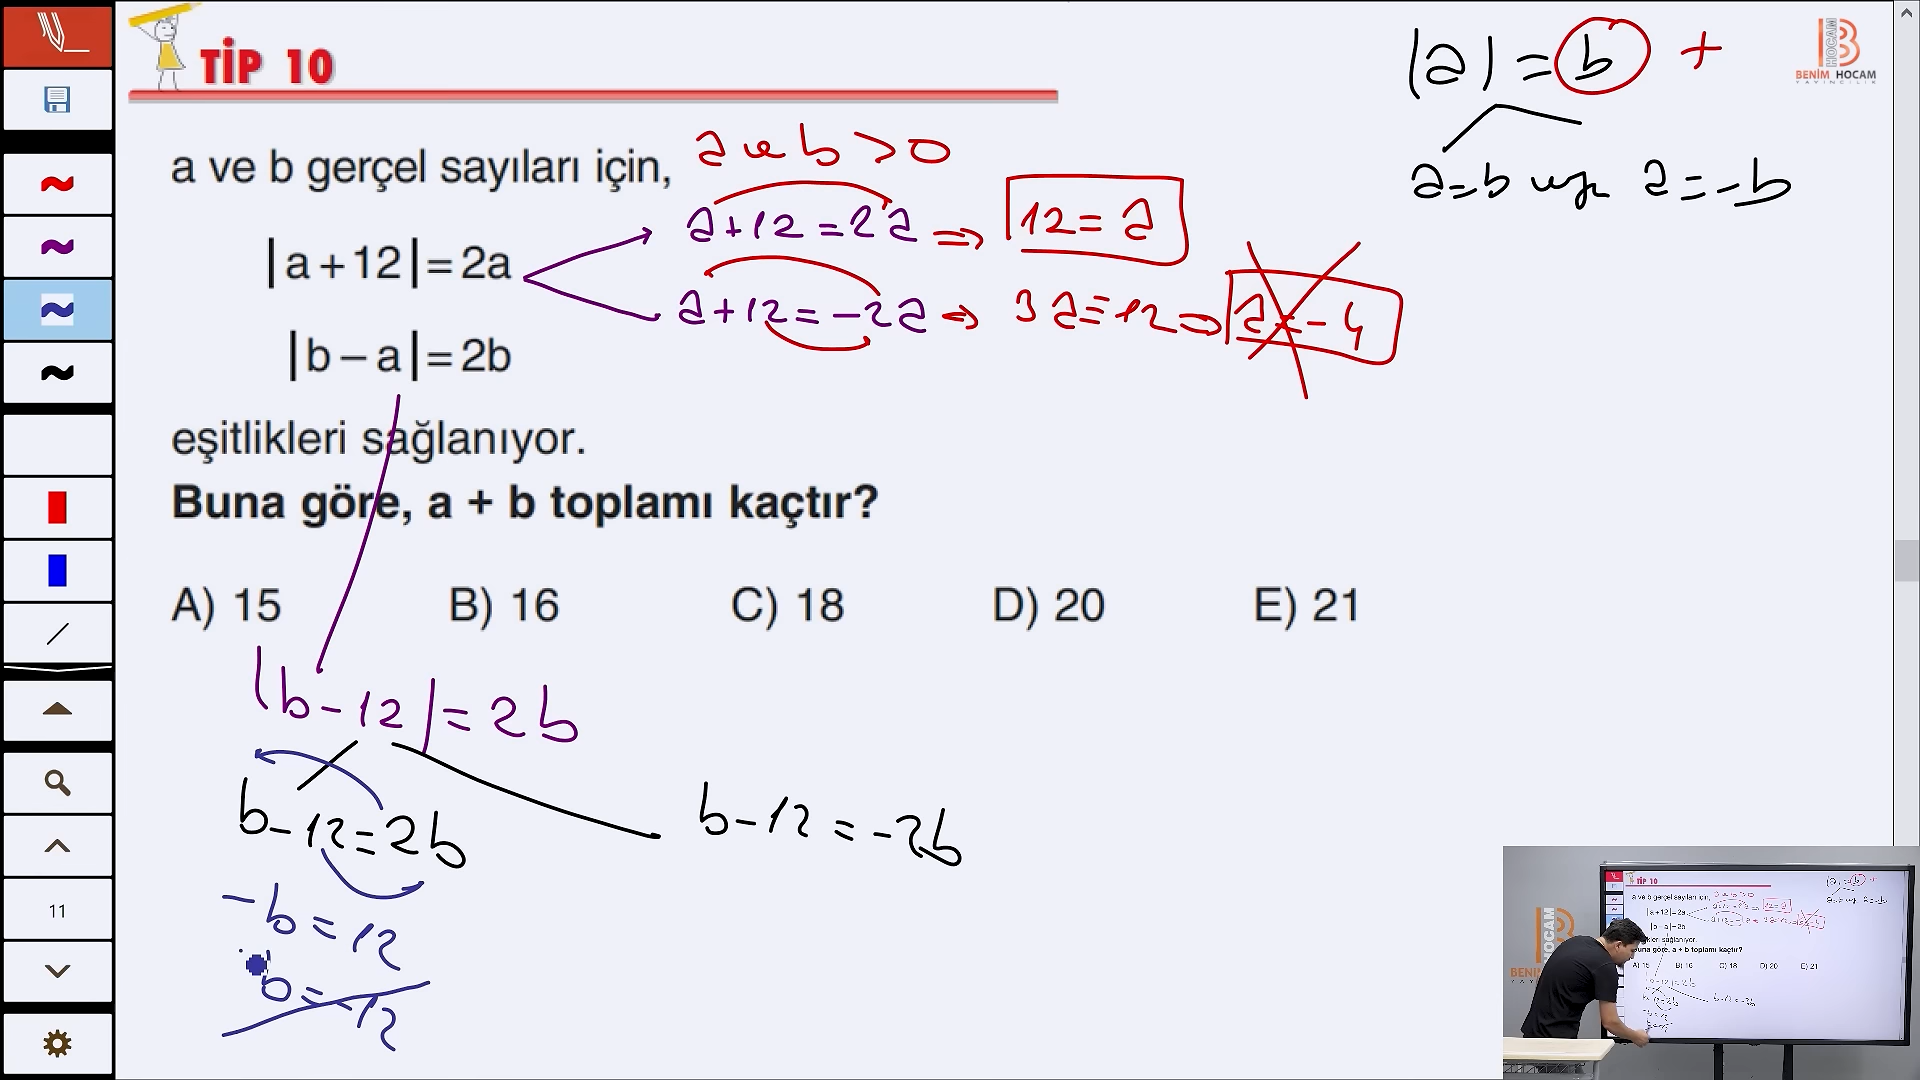 TİP 10
|a| = b +
BENİM HOCAM
YAYINCILIK
a = b veya a = -b
a ve b gerçel sayıları için,
a ve b > 0
|a + 12| = 2a
a + 12 = 2a ⇒ 12 = a
a + 12 = -2a ⇒ 3a = -12 ⇒ a = -4
|b – a| = 2b
eşitlikleri sağlanıyor.
Buna göre, a + b toplamı kaçtır?
A) 15 B) 16 C) 18 D) 20 E) 21
|b - 12| = 2b
b - 12 = 2b
b - 12 = -2b
-b = 12
b = -12
11